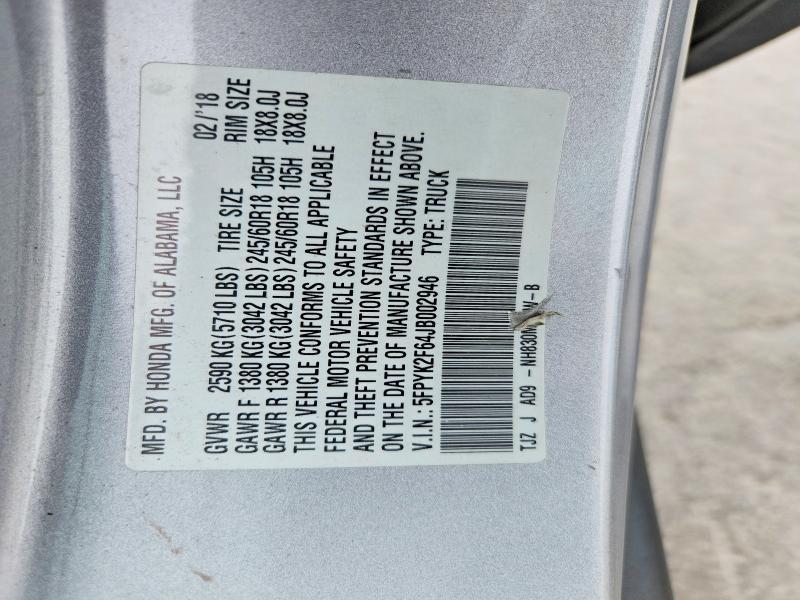 MFD. BY HONDA MFG. OF ALABAMA, LLC
02/'18
GVWR 2590 KG(5710 LBS) TIRE SIZE RIM SIZE
GAWR F 1380 KG(3042 LBS)245/60R18 105H 18X8.0J
GAWR R 1380 KG(3042 LBS)245/60R18 105H 18X8.0J
THIS VEHICLE CONFORMS TO ALL APPLICABLE
FEDERAL MOTOR VEHICLE SAFETY
AND THEFT PREVENTION STANDARDS IN EFFECT
ON THE DATE OF MANUFACTURE SHOWN ABOVE.
V.I.N.: 5FPYK2F64JB002946 TYPE: TRUCK
TJZ J AD9